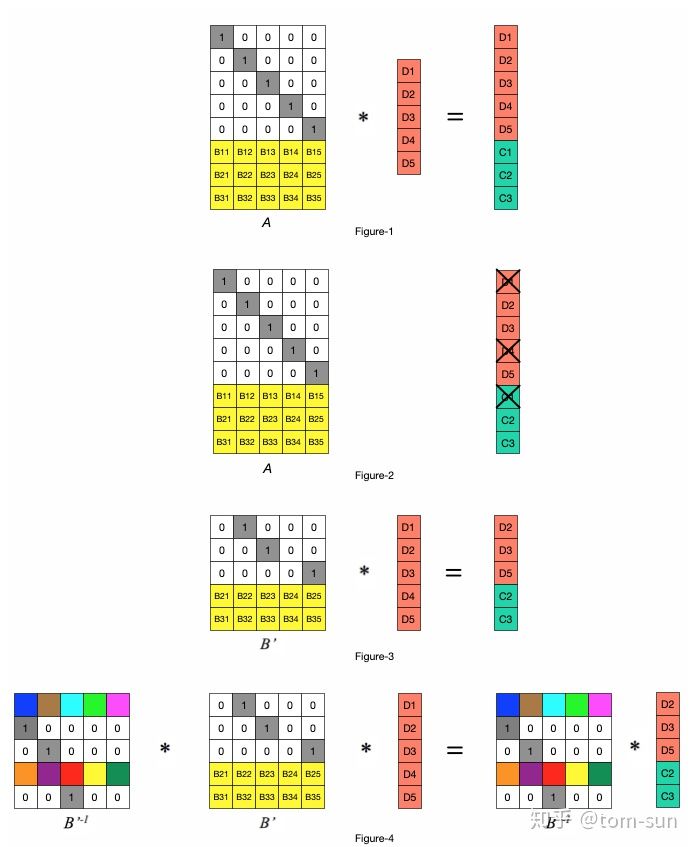 1 0 0 0 0
0 1 0 0 0
0 0 1 0 0
0 0 0 1 0
0 0 0 0 1
B11 B12 B13 B14 B15
B21 B22 B23 B24 B25
B31 B32 B33 B34 B35
A
*
D1
D2
D3
D4
D5
=
D1
D2
D3
D4
D5
C1
C2
C3
Figure-1
1 0 0 0 0
0 1 0 0 0
0 0 1 0 0
0 0 0 1 0
0 0 0 0 1
B11 B12 B13 B14 B15
B21 B22 B23 B24 B25
B31 B32 B33 B34 B35
A
D2
D3
D5
C2
C3
Figure-2
0 1 0 0 0
0 0 1 0 0
0 0 0 0 1
B21 B22 B23 B24 B25
B31 B32 B33 B34 B35
B’
*
D1
D2
D3
D4
D5
=
D2
D3
D5
C2
C3
Figure-3
1 0 0 0 0
0 1 0 0 0
0 0 1 0 0
B’-1
*
0 1 0 0 0
0 0 1 0 0
0 0 0 0 1
B21 B22 B23 B24 B25
B31 B32 B33 B34 B35
B’
*
D1
D2
D3
D4
D5
=
1 0 0 0 0
0 1 0 0 0
0 0 1 0 0
B’-1
*
D2
D3
D5
C2
C3
Figure-4
知乎 @tom-sun